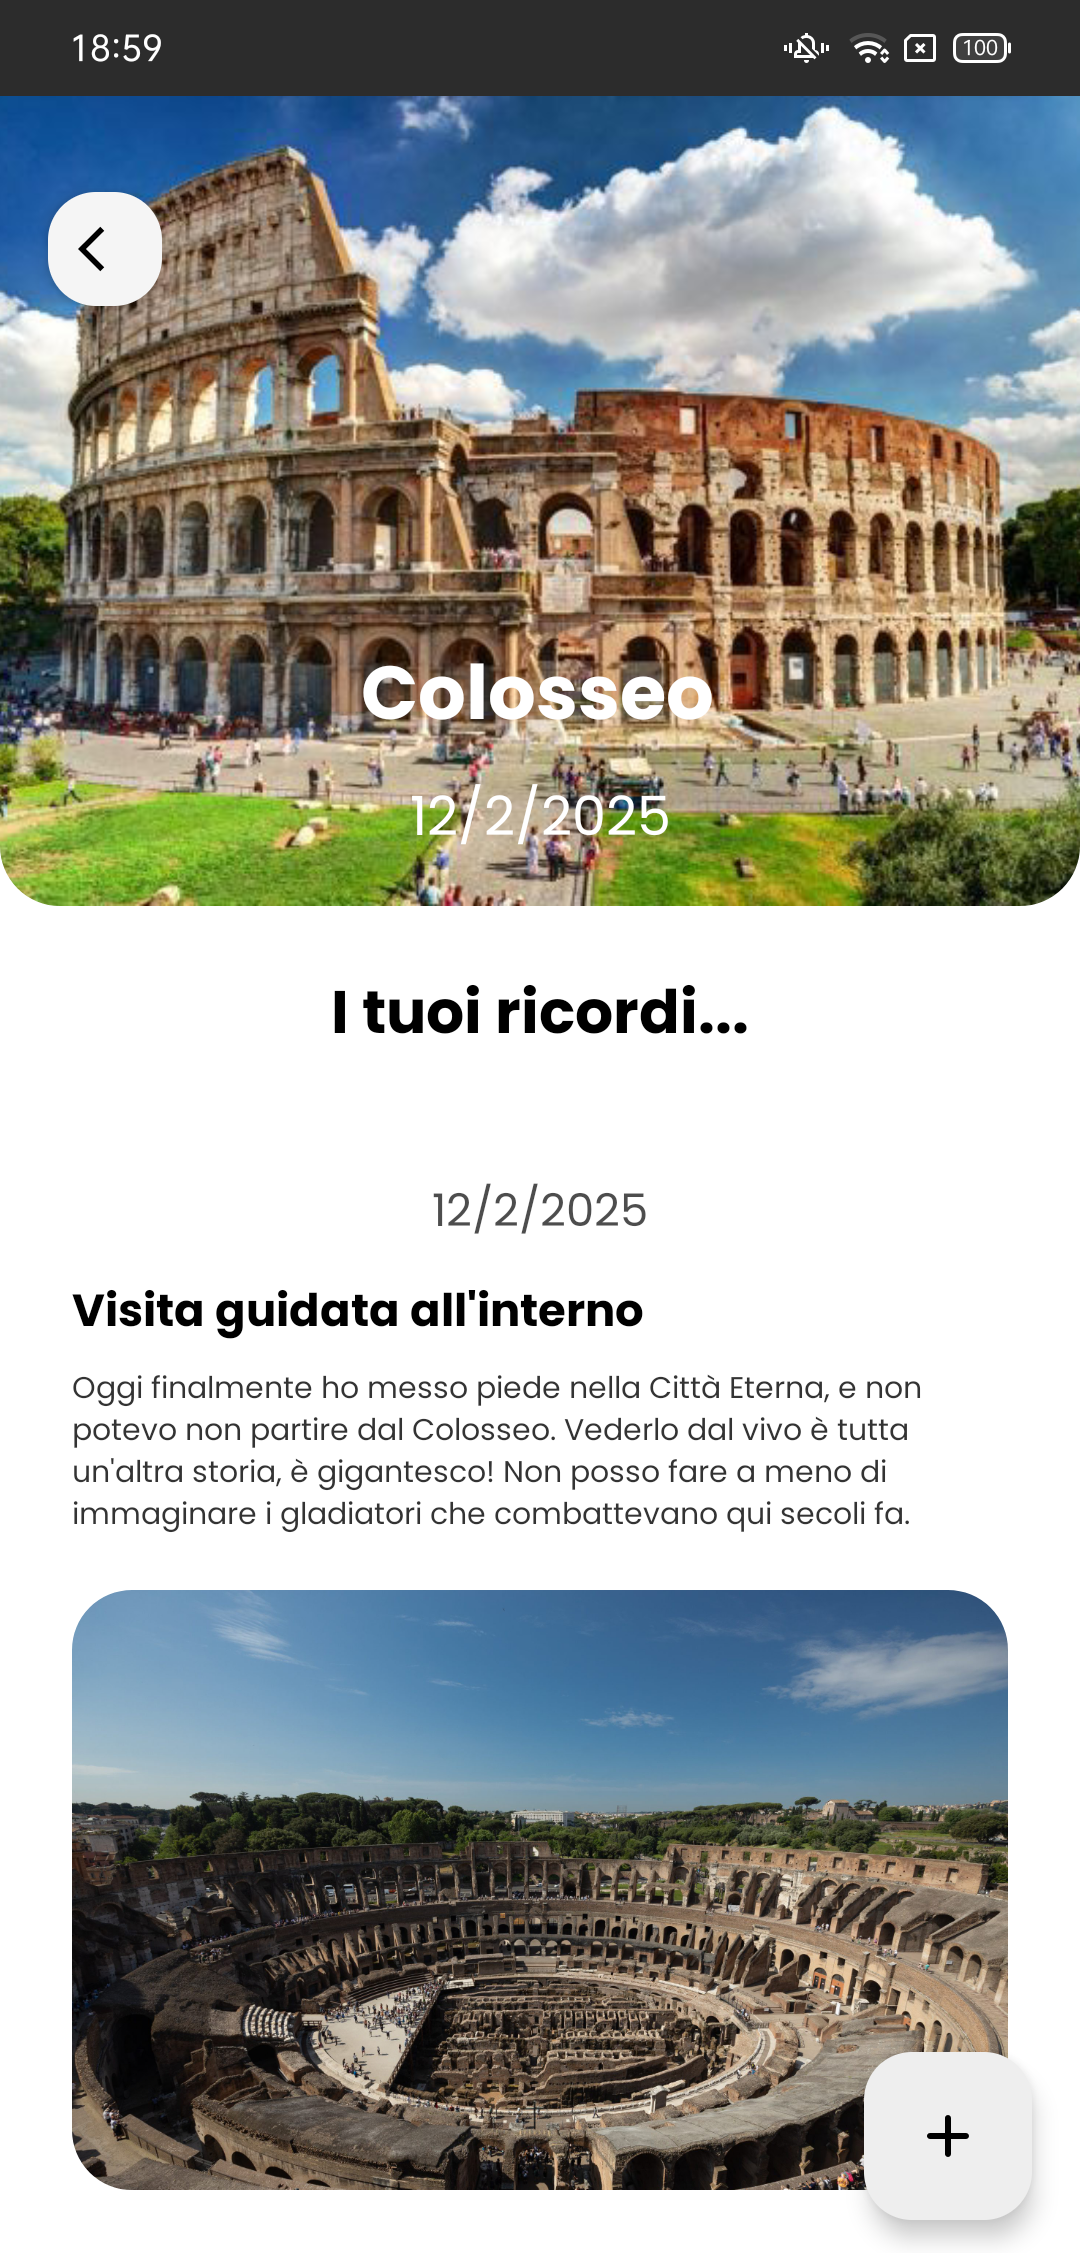 18:59
100
Colosseo
12/2/2025
I tuoi ricordi...
12/2/2025
Visita guidata all'interno
Oggi finalmente ho messo piede nella Città Eterna, e non
potevo non partire dal Colosseo. Vederlo dal vivo è tutta
un'altra storia, è gigantesco! Non posso fare a meno di
immaginare i gladiatori che combattevano qui secoli fa.